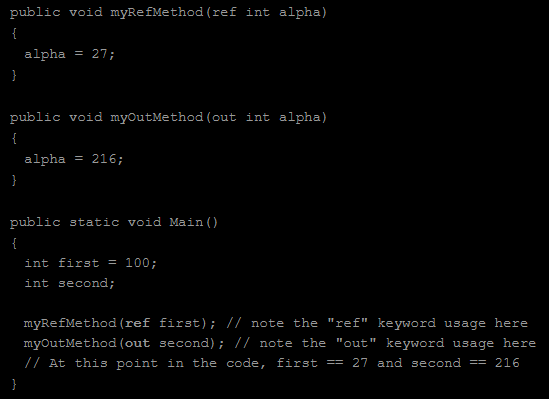 public void myRefMethod(ref int alpha)
{
  alpha = 27;
}

public void myOutMethod(out int alpha)
{
  alpha = 216;
}

public static void Main()
{
  int first = 100;
  int second;

  myRefMethod(ref first); // note the "ref" keyword usage here
  myOutMethod(out second); // note the "out" keyword usage here
  // At this point in the code, first == 27 and second == 216
}